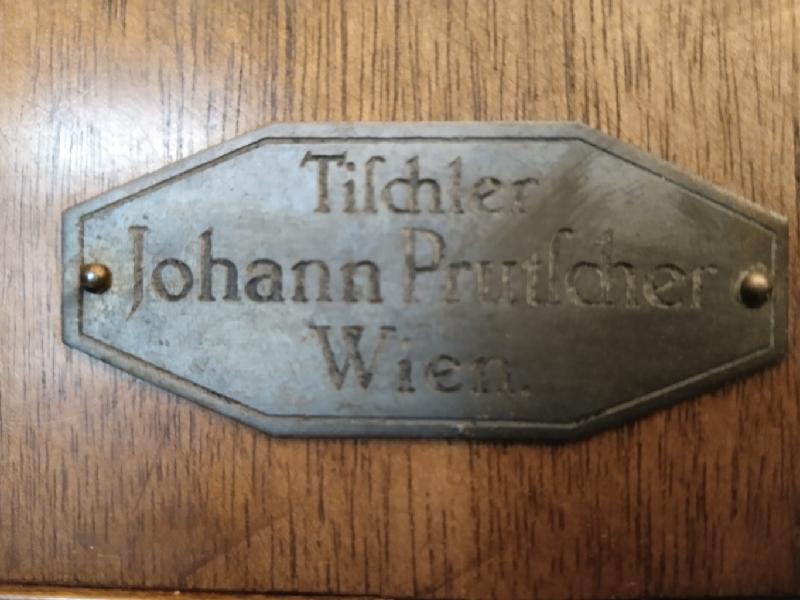 Tiſchler
Johann Prutſcher
Wien.